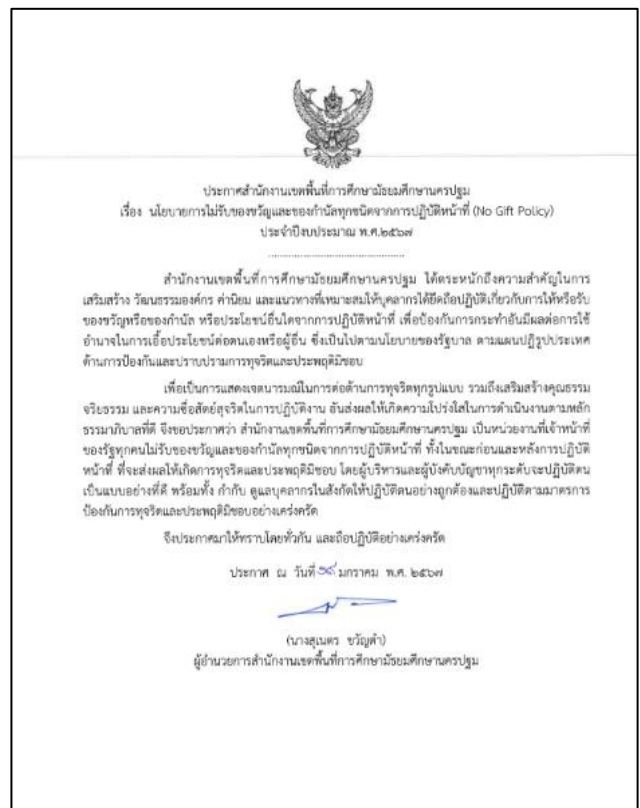 ประกาศสำนักงานเขตพื้นที่การศึกษามัธยมศึกษานครปฐม
เรื่อง นโยบายการไม่รับของขวัญและของกำนัลทุกชนิดจากการปฏิบัติหน้าที่ (No Gift Policy)
ประจำปีงบประมาณ พ.ศ.๒๕๖๗
สำนักงานเขตพื้นที่การศึกษามัธยมศึกษานครปฐม ได้ตระหนักถึงความสำคัญในการ
เสริมสร้าง วัฒนธรรมองค์กร ค่านิยม และแนวทางที่เหมาะสมให้บุคลากรได้ยึดถือปฏิบัติเกี่ยวกับการให้หรือรับ
ของขวัญหรือของกำนัล หรือประโยชน์อื่นใดจากการปฏิบัติหน้าที่ เพื่อป้องกันการกระทำอันมีผลต่อการใช้
อำนาจในการเอื้อประโยชน์ต่อตนเองหรือผู้อื่น ซึ่งเป็นไปตามนโยบายของรัฐบาล ตามแผนปฏิรูปประเทศ
ด้านการป้องกันและปราบปรามการทุจริตและประพฤติมิชอบ
เพื่อเป็นการแสดงเจตนารมณ์ในการต่อต้านการทุจริตทุกรูปแบบ รวมถึงเสริมสร้างคุณธรรม
จริยธรรม และความซื่อสัตย์สุจริตในการปฏิบัติงาน อันส่งผลให้เกิดความโปร่งใสในการดำเนินงานตามหลัก
ธรรมาภิบาลที่ดี จึงขอประกาศว่า สำนักงานเขตพื้นที่การศึกษามัธยมศึกษานครปฐม เป็นหน่วยงานที่เจ้าหน้าที่
ของรัฐทุกคนไม่รับของขวัญและของกำนัลทุกชนิดจากการปฏิบัติหน้าที่ ทั้งในขณะก่อนและหลังการปฏิบัติ
หน้าที่ ที่จะส่งผลให้เกิดการทุจริตและประพฤติมิชอบ โดยผู้บริหารและผู้บังคับบัญชาทุกระดับจะปฏิบัติตน
เป็นแบบอย่างที่ดี พร้อมทั้ง กำกับ ดูแลบุคลากรในสังกัดให้ปฏิบัติตนอย่างถูกต้องและปฏิบัติตามมาตรการ
ป้องกันการทุจริตและประพฤติมิชอบอย่างเคร่งครัด
จึงประกาศมาให้ทราบโดยทั่วกัน และถือปฏิบัติอย่างเคร่งครัด
ประกาศ ณ วันที่ มกราคม พ.ศ. ๒๕๖๗
(นางสุเนตร ขวัญดำ)
ผู้อำนวยการสำนักงานเขตพื้นที่การศึกษามัธยมศึกษานครปฐม